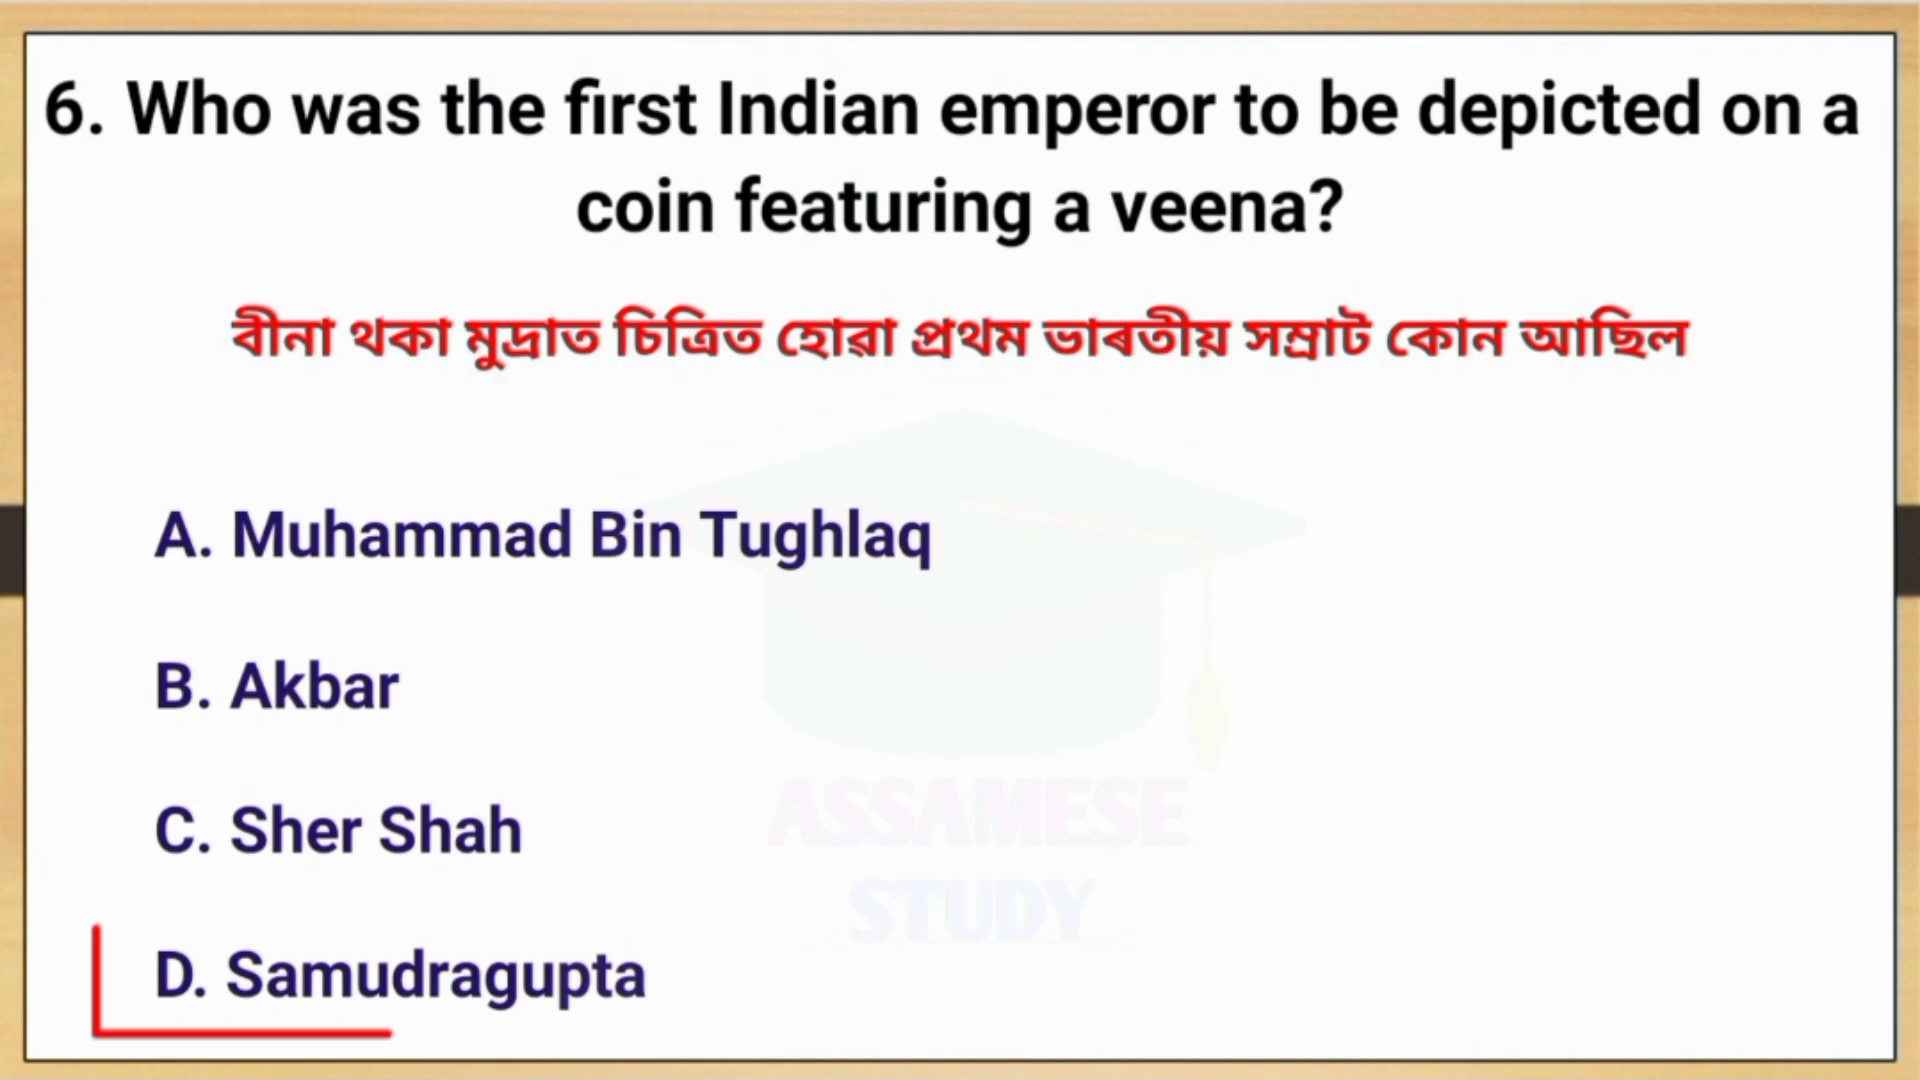 6. Who was the first Indian emperor to be depicted on a
coin featuring a veena?
বীনা থকা মুদ্ৰাত চিত্ৰিত হোৱা প্ৰথম ভাৰতীয় সম্ৰাট কোন আছিল
A. Muhammad Bin Tughlaq
B. Akbar
C. Sher Shah
ASSAMESE
STUDY
D. Samudragupta